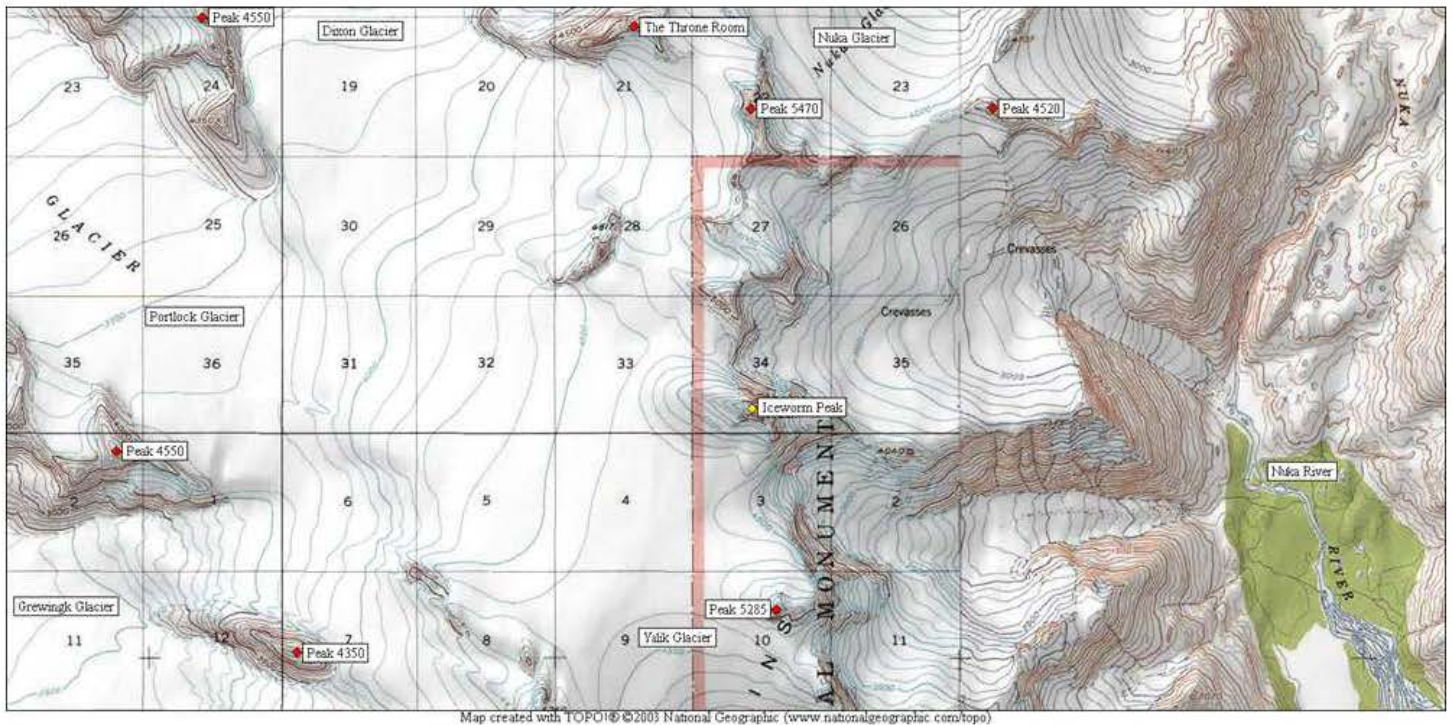 Peak 4550
Dixon Glacier
The Throne Room
Nuka Glacier
23
24
19
20
21
23
Peak 5470
Peak 4520
NUKA
GLACIER
26
25
30
29
28
27
26
Crevasses
Portlock Glacier
Crevasses
35
36
31
32
33
34
35
3000
Iceworm Peak
Peak 4550
2
1
6
5
4
3
2
Nuka River
RIVER
Grewingk Glacier
11
12
7
8
9
10
11
Peak 5285
Yalik Glacier
Peak 4350
INS
AL MONUMENT
Map created with TOPO!® ©2003 National Geographic (www.nationalgeographic.com/topo)